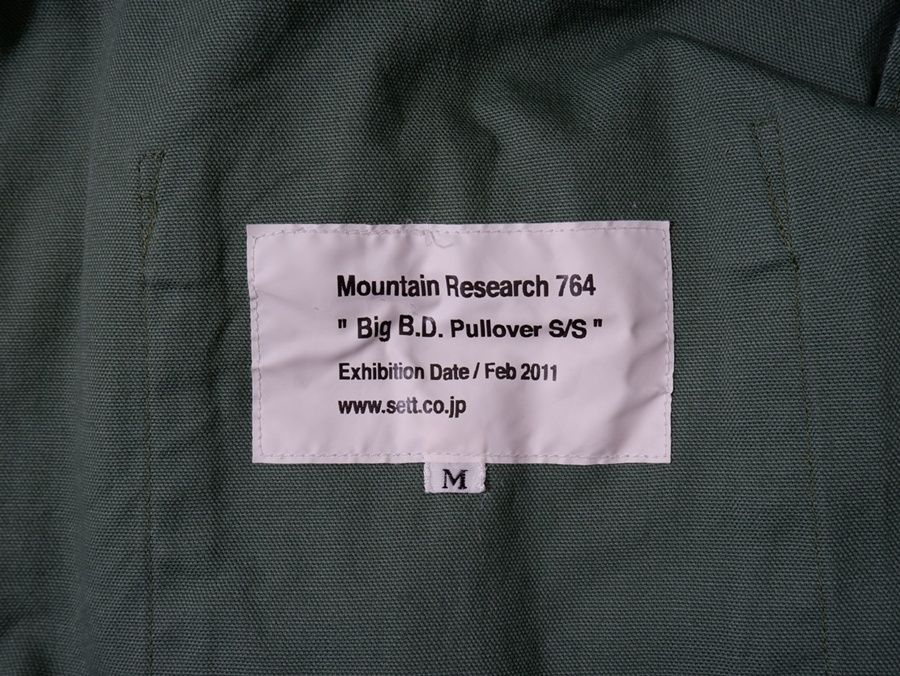 Mountain Research 764
" Big B.D. Pullover S/S "
Exhibition Date / Feb 2011
www.sett.co.jp
M